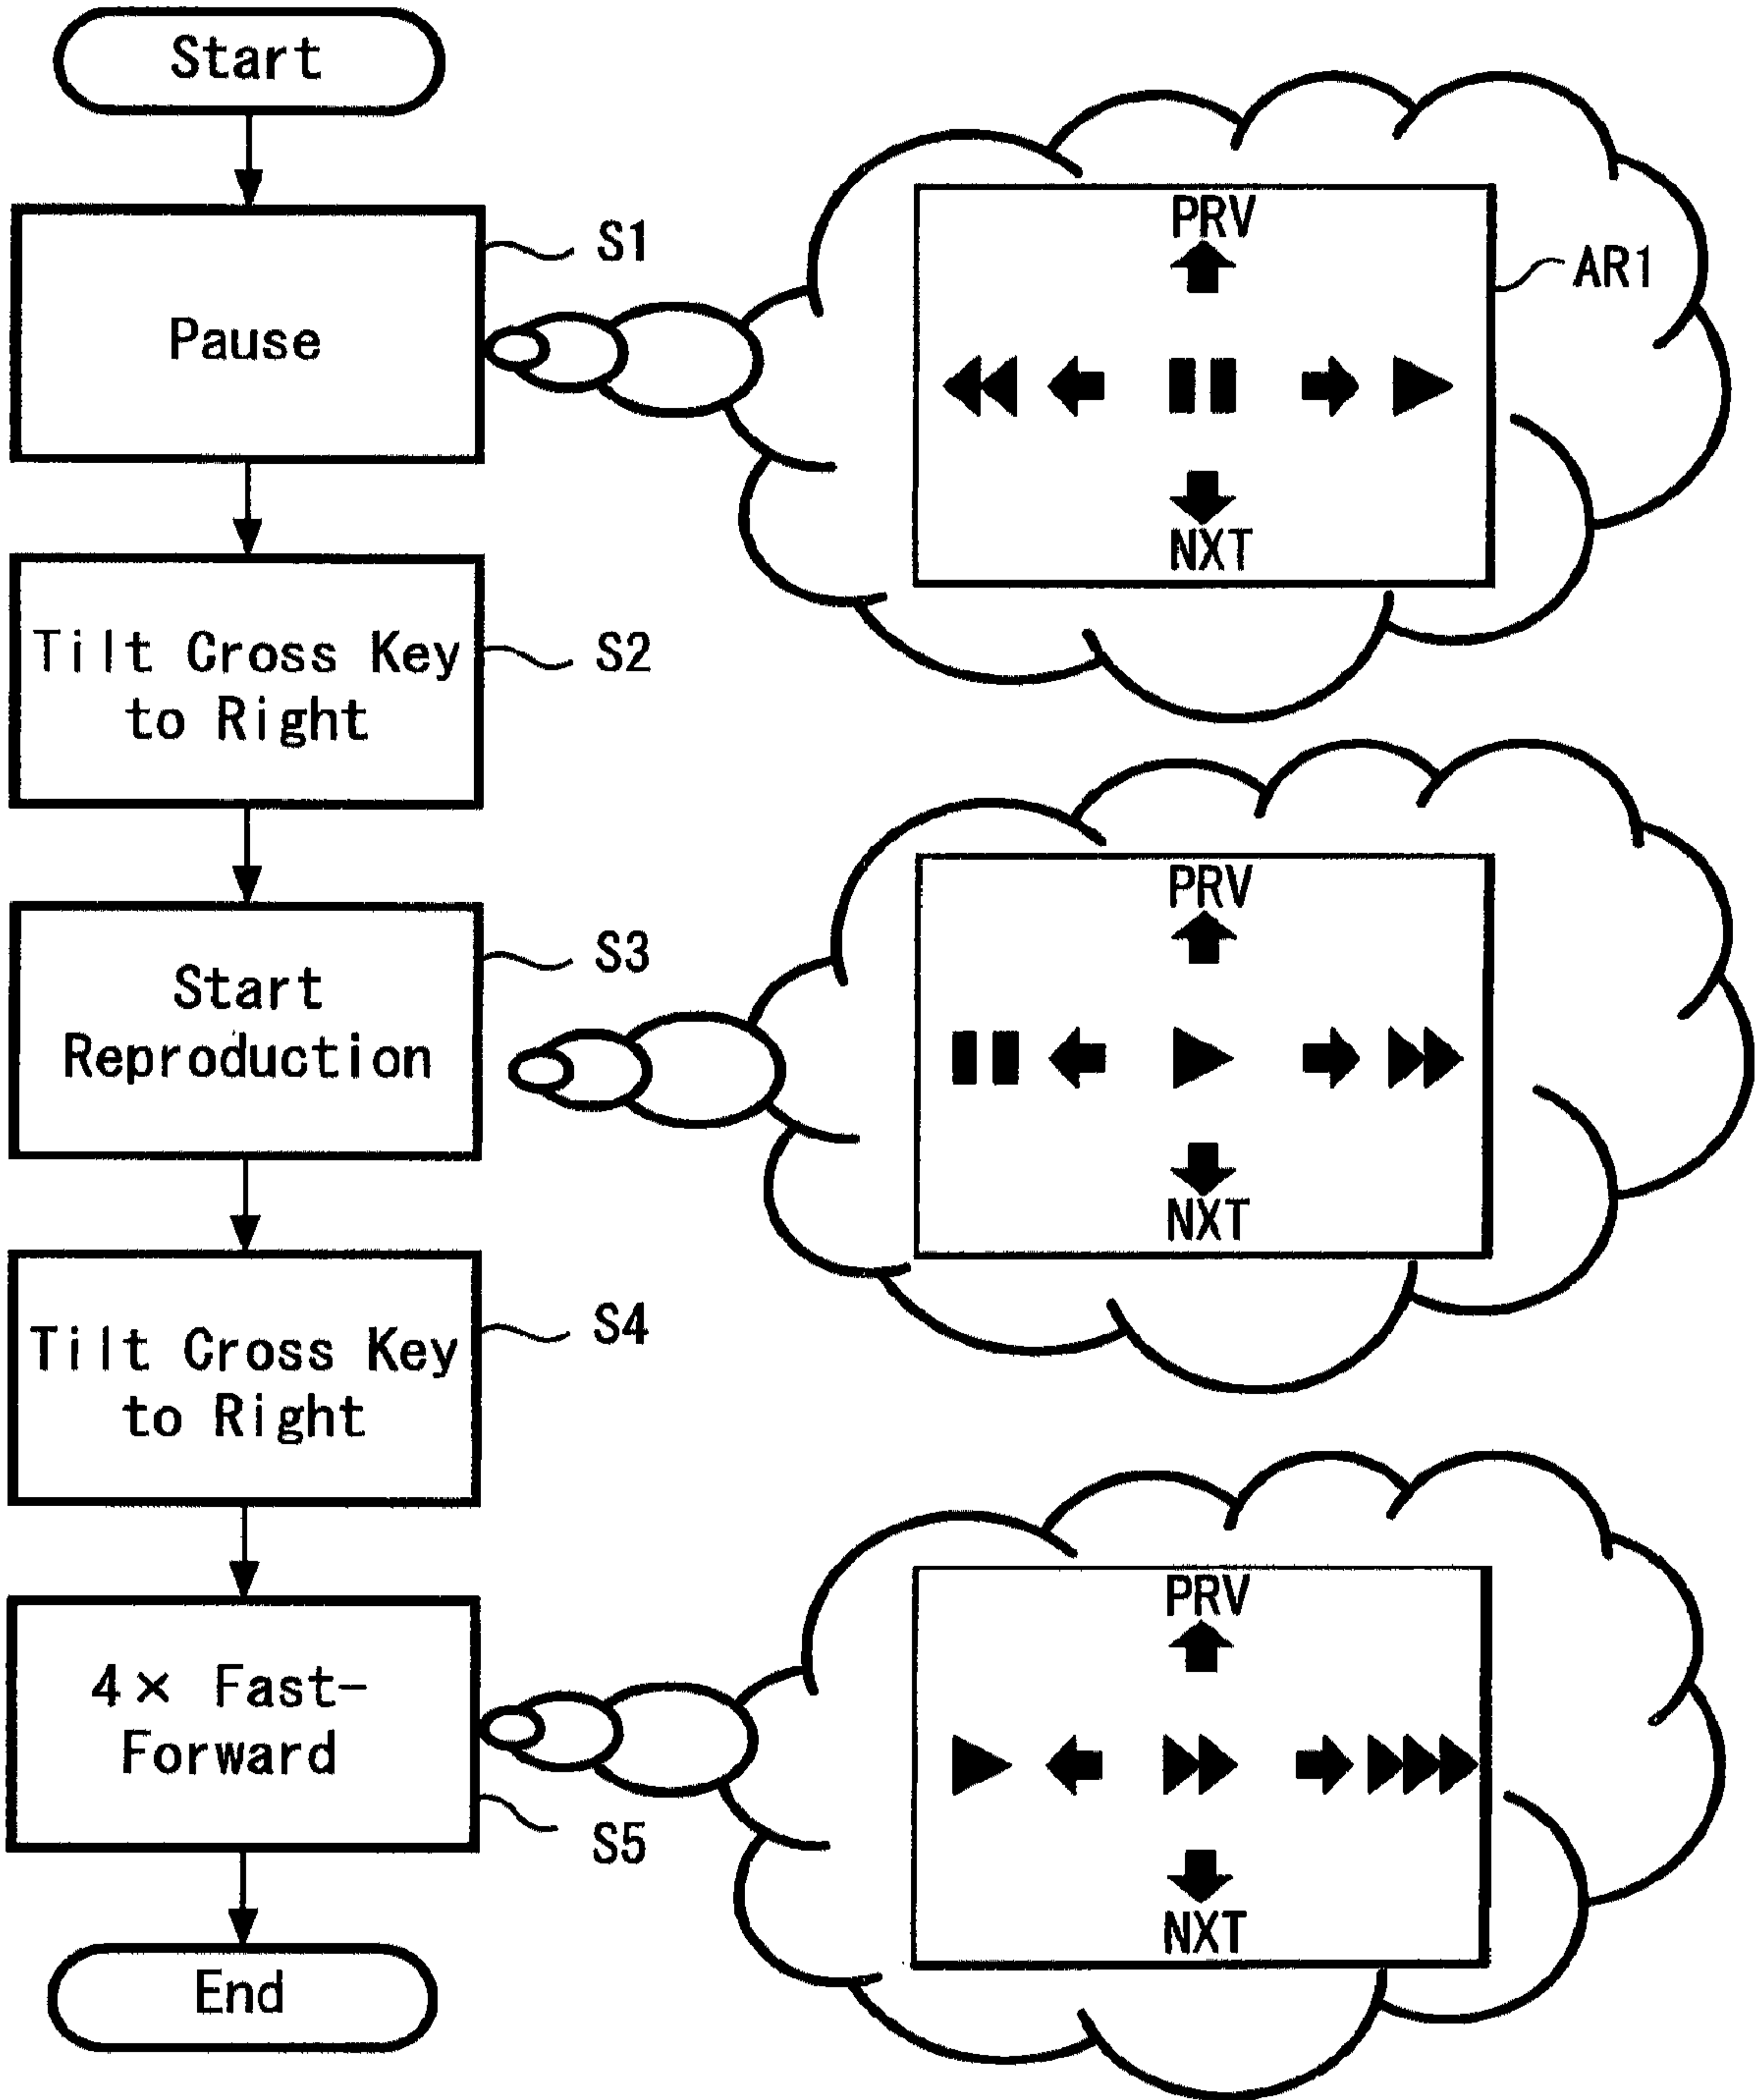 Start
Pause
S1
PRV
AR1
NXT
Tilt Cross Key
to Right
S2
Start
Reproduction
S3
PRV
NXT
Tilt Cross Key
to Right
S4
4× Fast-
Forward
S5
PRV
NXT
End